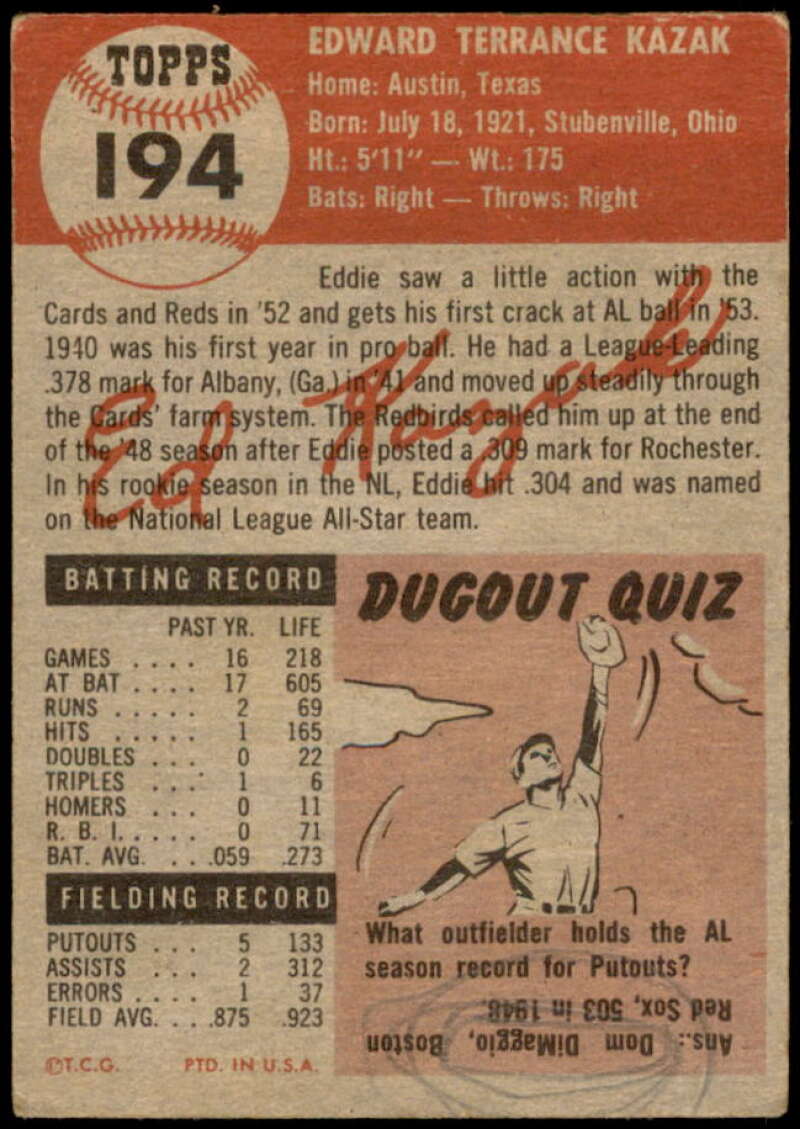 TOPPS
194
EDWARD TERRANCE KAZAK
Home: Austin, Texas
Born: July 18, 1921, Stubenville, Ohio
Ht.: 5'11" — Wt.: 175
Bats: Right — Throws: Right
Eddie saw a little action with the
Cards and Reds in '52 and gets his first crack at AL ball in '53.
1940 was his first year in pro ball. He had a League-Leading
.378 mark for Albany, (Ga.) in '41 and moved up steadily through
the Cards' farm system. The Redbirds called him up at the end
of the '48 season after Eddie posted a .309 mark for Rochester.
In his rookie season in the NL, Eddie hit .304 and was named
on the National League All-Star team.
Ed Kazak
BATTING RECORD
PAST YR. LIFE
GAMES .... 16 218
AT BAT .... 17 605
RUNS ..... 2 69
HITS ..... 1 165
DOUBLES ... 0 22
TRIPLES ... 1 6
HOMERS ... 0 11
R. B. I. .... 0 71
BAT. AVG. ...059 .273
FIELDING RECORD
PUTOUTS ... 5 133
ASSISTS ... 2 312
ERRORS .... 1 37
FIELD AVG. ...875 .923
©T.C.G. PTD. IN U.S.A.
DUGOUT QUIZ
What outfielder holds the AL
season record for Putouts?
Ans.: Dom DiMaggio, Boston
Red Sox, 503 in 1948.